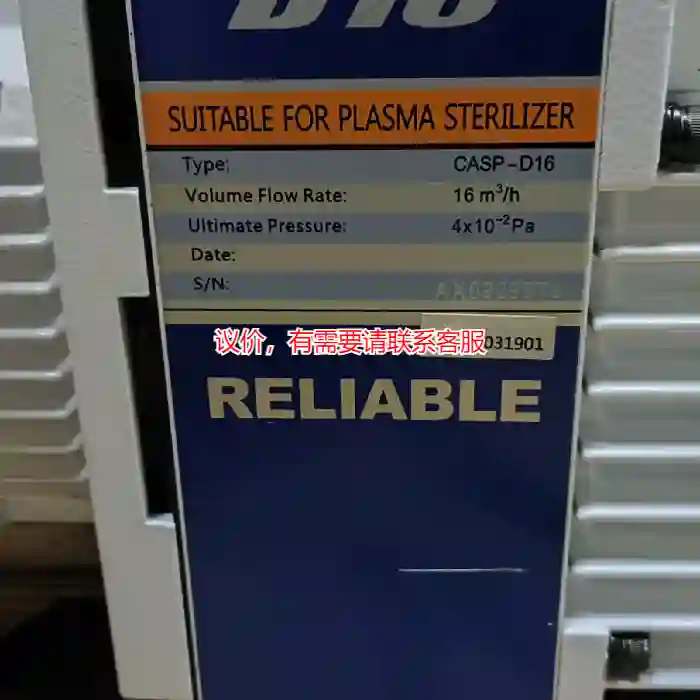 D16
SUITABLE FOR PLASMA STERILIZER
Type: CASP-D16
Volume Flow Rate: 16 m³/h
Ultimate Pressure: 4x10⁻²Pa
Date:
S/N:
议价，有需要请联系客服
031901
RELIABLE